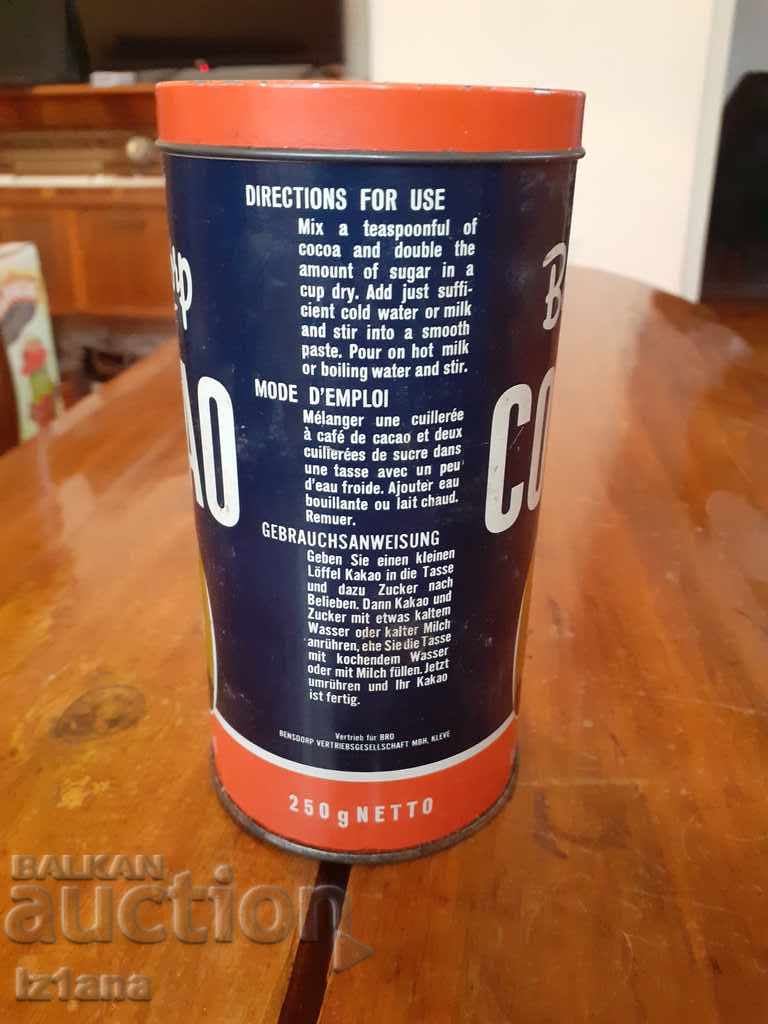 DIRECTIONS FOR USE
Mix a teaspoonful of
cocoa and double the
amount of sugar in a
cup dry. Add just suffi-
cient cold water or milk
and stir into a smooth
paste. Pour on hot milk
or boiling water and stir.
MODE D'EMPLOI
Mélanger une cuillerée
à café de cacao et deux
cuillerées de sucre dans
une tasse avec un peu
d'eau froide. Ajouter eau
bouillante ou lait chaud.
Remuer.
GEBRAUCHSANWEISUNG
Geben Sie einen kleinen
Löffel Kakao in die Tasse
und dazu Zucker nach
Belieben. Dann Kakao und
Zucker mit etwas kaltem
Wasser oder kalter Milch
anrühren, ehe Sie die Tasse
mit kochendem Wasser
oder mit Milch füllen. Jetzt
umrühren und Ihr Kakao
ist fertig.
Vertrieb für BRD
BENSDORP VERTRIEBSGESELLSCHAFT MBH, KLEVE
250 g NETTO
AO
CO
BALKAN
auction
iz1ana